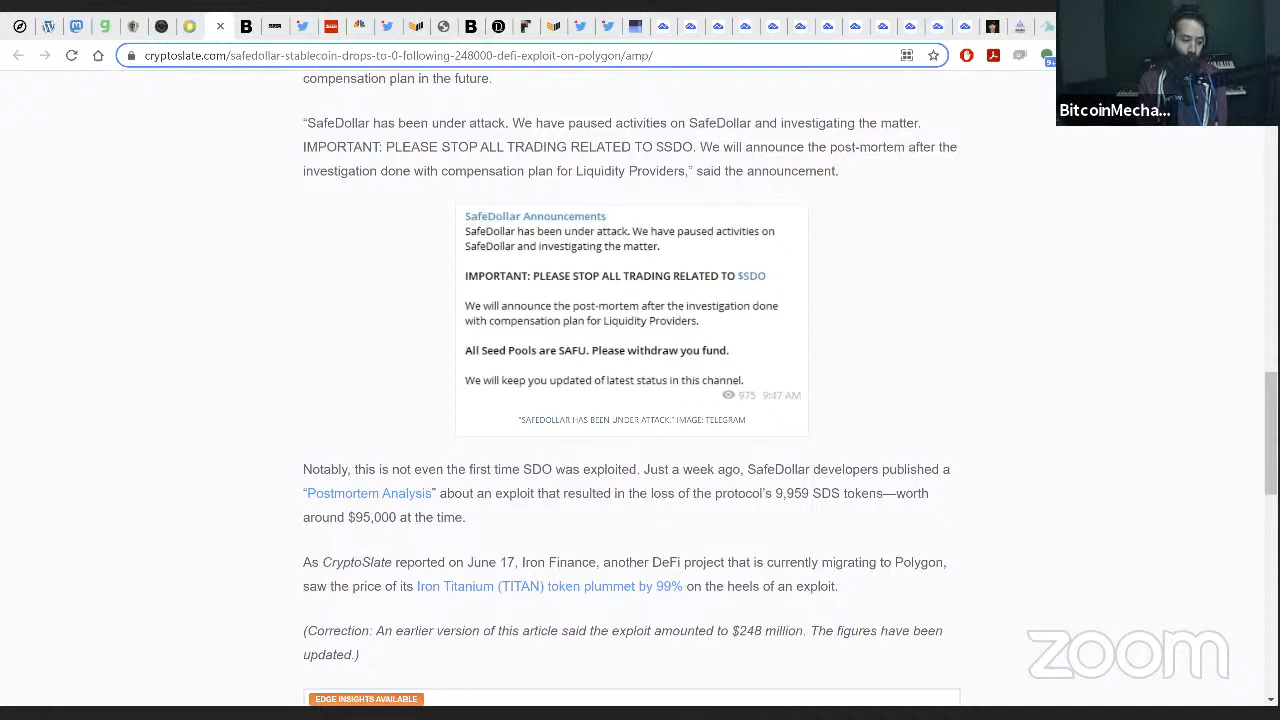 cryptoslate.com/safedollar-stablecoin-drops-to-0-following-248000-defi-exploit-on-polygon/amp/
BitcoinMecha...
compensation plan in the future.
“SafeDollar has been under attack. We have paused activities on SafeDollar and investigating the matter.
IMPORTANT: PLEASE STOP ALL TRADING RELATED TO $SDO. We will announce the post-mortem after the
investigation done with compensation plan for Liquidity Providers,” said the announcement.
SafeDollar Announcements
SafeDollar has been under attack. We have paused activities on
SafeDollar and investigating the matter.
IMPORTANT: PLEASE STOP ALL TRADING RELATED TO $SDO
We will announce the post-mortem after the investigation done
with compensation plan for Liquidity Providers.
All Seed Pools are SAFU. Please withdraw you fund.
We will keep you updated of latest status in this channel.
975 9:47 AM
“SAFEDOLLAR HAS BEEN UNDER ATTACK.” IMAGE: TELEGRAM
Notably, this is not even the first time SDO was exploited. Just a week ago, SafeDollar developers published a
“Postmortem Analysis” about an exploit that resulted in the loss of the protocol’s 9,959 SDS tokens—worth
around $95,000 at the time.
As CryptoSlate reported on June 17, Iron Finance, another DeFi project that is currently migrating to Polygon,
saw the price of its Iron Titanium (TITAN) token plummet by 99% on the heels of an exploit.
(Correction: An earlier version of this article said the exploit amounted to $248 million. The figures have been
updated.)
zoom
EDGE INSIGHTS AVAILABLE